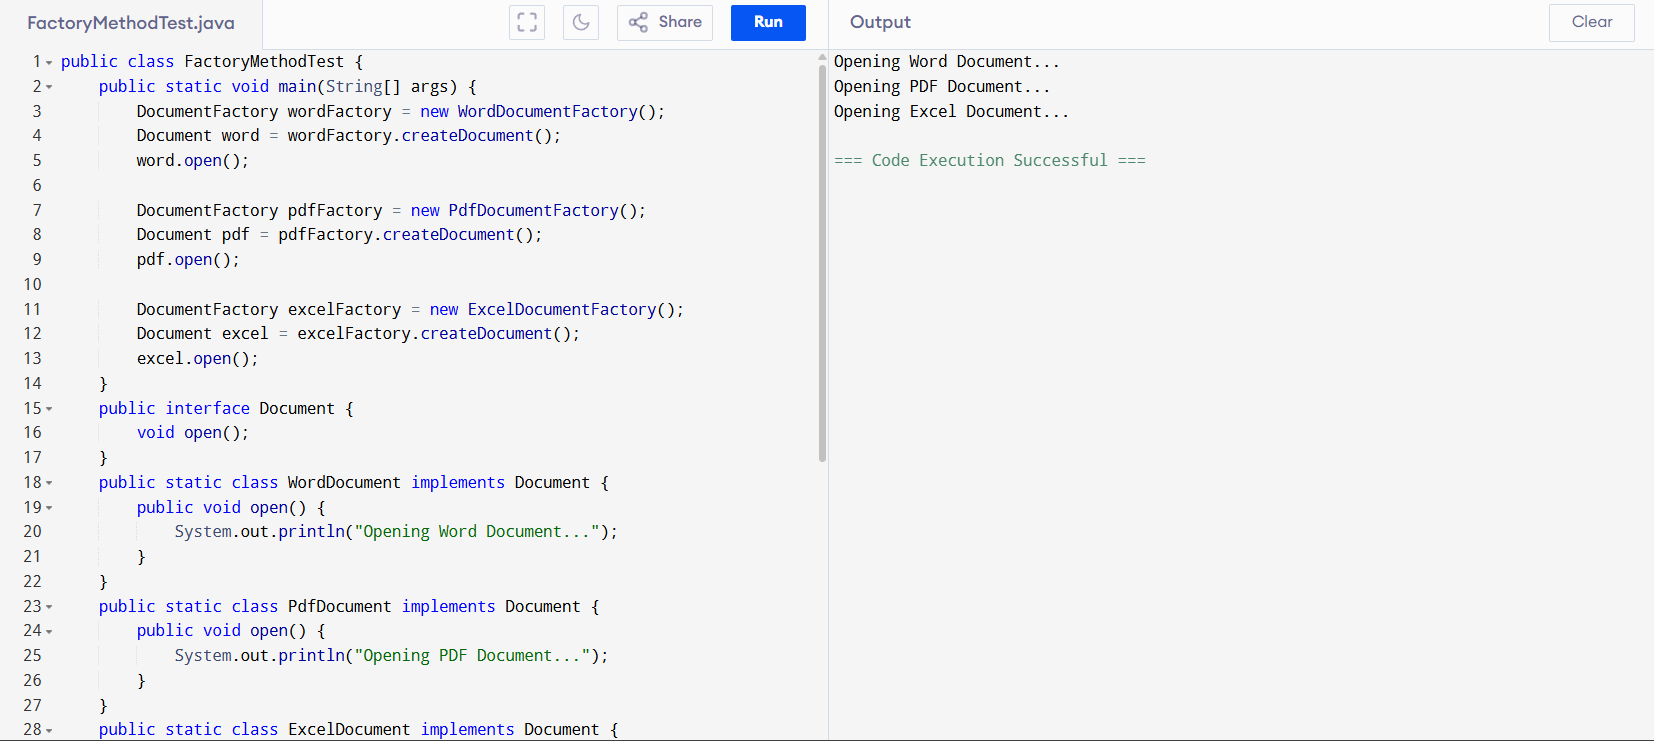 FactoryMethodTest.java
Share
Run
Output
Clear
1 public class FactoryMethodTest {
2     public static void main(String[] args) {
3         DocumentFactory wordFactory = new WordDocumentFactory();
4         Document word = wordFactory.createDocument();
5         word.open();
6
7         DocumentFactory pdfFactory = new PdfDocumentFactory();
8         Document pdf = pdfFactory.createDocument();
9         pdf.open();
10
11         DocumentFactory excelFactory = new ExcelDocumentFactory();
12         Document excel = excelFactory.createDocument();
13         excel.open();
14     }
15     public interface Document {
16         void open();
17     }
18     public static class WordDocument implements Document {
19         public void open() {
20             System.out.println("Opening Word Document...");
21         }
22     }
23     public static class PdfDocument implements Document {
24         public void open() {
25             System.out.println("Opening PDF Document...");
26         }
27     }
28     public static class ExcelDocument implements Document {
Opening Word Document...
Opening PDF Document...
Opening Excel Document...
=== Code Execution Successful ===